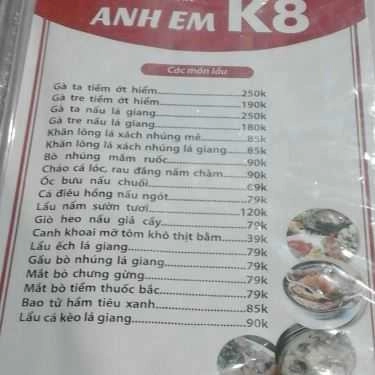 ANH EM K8
Các món lẩu
Gà ta tiềm ớt hiểm 250k
Gà tre tiềm ớt hiểm 190k
Gà ta nấu lá giang 250k
Gà tre nấu lá giang 180k
Khăn lông lá xách nhúng mẻ 85k
Khăn lông lá xách nhúng lá giang 85k
Bò nhúng mắm ruốc 90k
Cháo cá lóc, rau đắng nấm chàm 90k
Ốc bưu nấu chuối 69k
Cá diêu hồng nấu ngót 79k
Lẩu nấm sườn tươi 120k
Giò heo nấu giả cầy 79k
Canh khoai mỡ tôm khô thịt bằm 39k
Lẩu ếch lá giang 79k
Gầu bò nhúng lá giang 79k
Mắt bò chưng gừng 79k
Mắt bò tiềm thuốc bắc 79k
Bao tử hầm tiêu xanh 85k
Lẩu cá kèo lá giang 90k